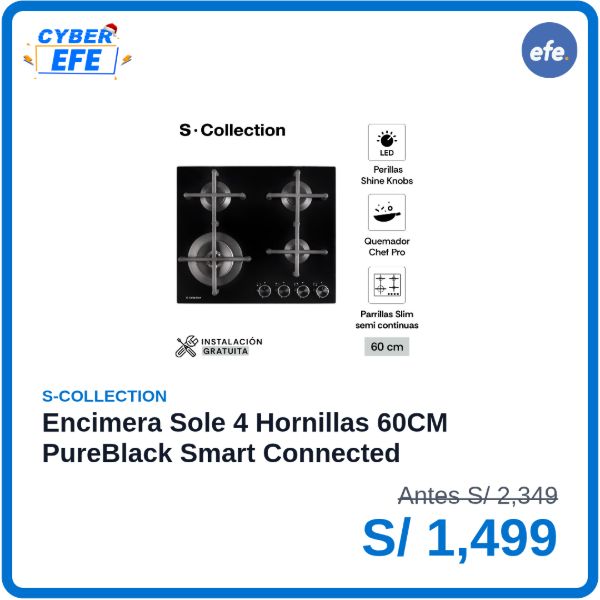 CYBER
EFE
efe.
S·Collection
LED
Perillas
Shine Knobs
Quemador
Chef Pro
Parrillas Slim
semi continuas
60 cm
S·Collection
INSTALACIÓN
GRATUITA
S-COLLECTION
Encimera Sole 4 Hornillas 60CM
PureBlack Smart Connected
Antes S/ 2,349
S/ 1,499